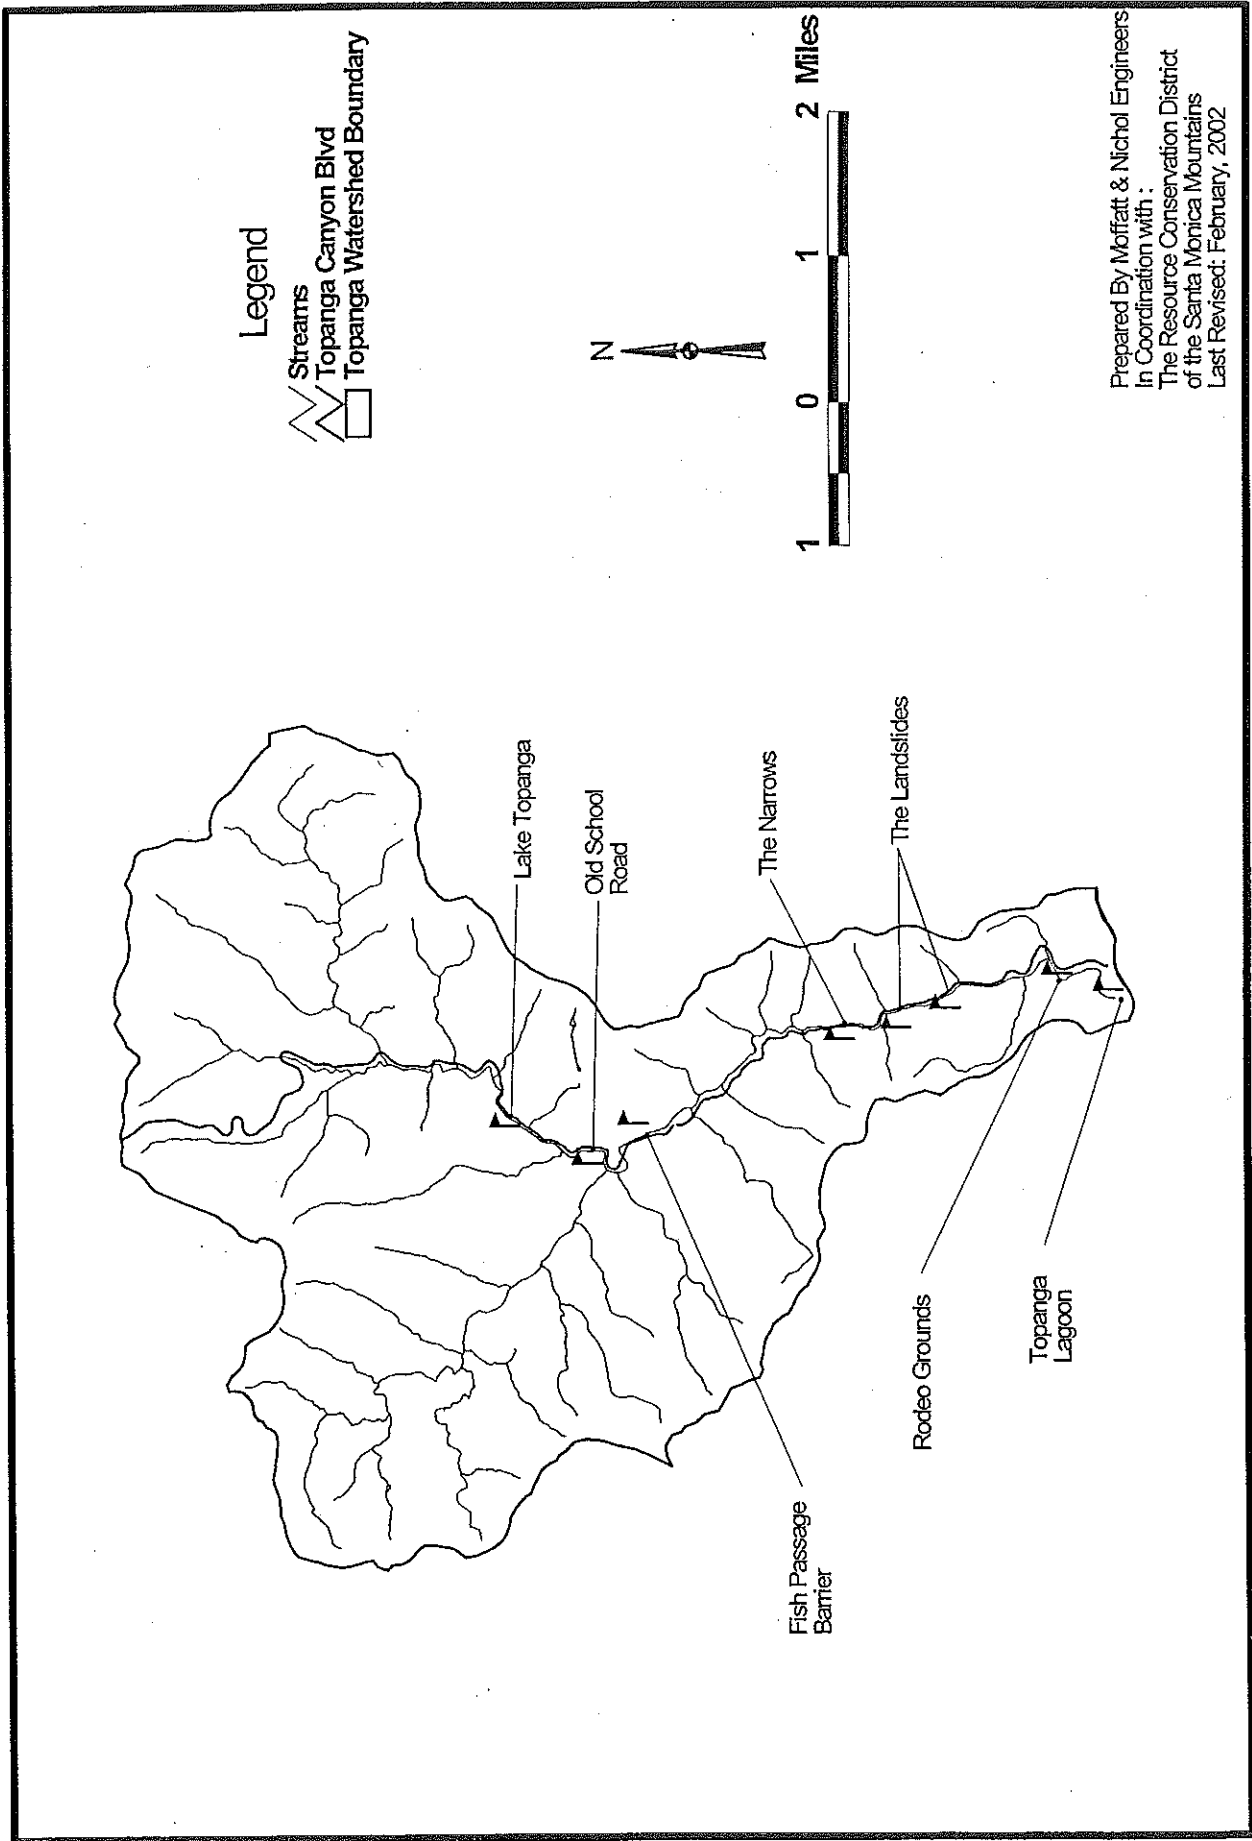 Legend
Streams
Topanga Canyon Blvd
Topanga Watershed Boundary
N
1 0 1 2 Miles
Lake Topanga
Old School
Road
The Narrows
The Landslides
Fish Passage
Barrier
Rodeo Grounds
Topanga
Lagoon
Prepared By Moffatt & Nichol Engineers
In Coordination with :
The Resource Conservation District
of the Santa Monica Mountains
Last Revised: February, 2002